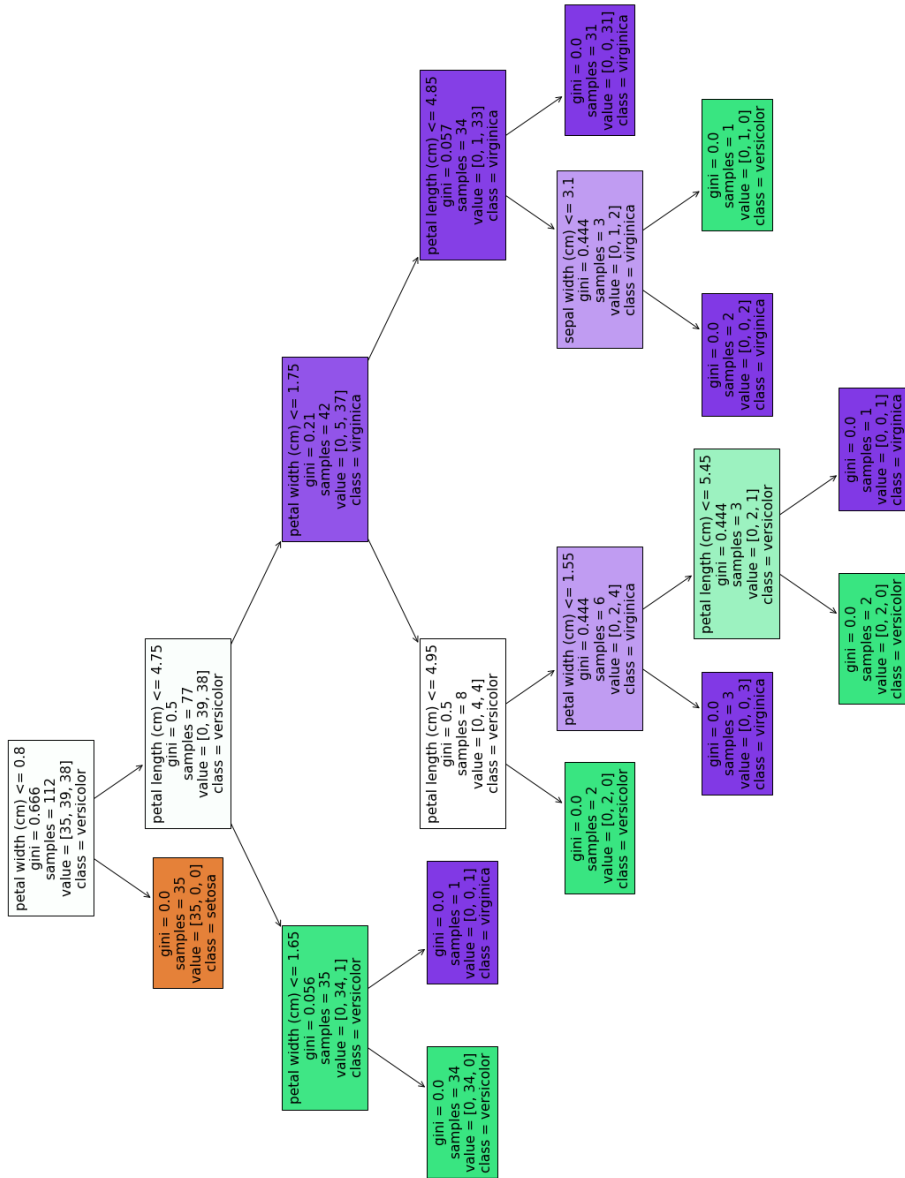 petal width (cm) <= 0.8
gini = 0.666
samples = 112
value = [35, 39, 38]
class = versicolor
gini = 0.0
samples = 35
value = [35, 0, 0]
class = setosa
petal length (cm) <= 4.75
gini = 0.5
samples = 77
value = [0, 39, 38]
class = versicolor
petal width (cm) <= 1.65
gini = 0.056
samples = 35
value = [0, 34, 1]
class = versicolor
gini = 0.0
samples = 34
value = [0, 34, 0]
class = versicolor
gini = 0.0
samples = 1
value = [0, 0, 1]
class = virginica
petal width (cm) <= 1.75
gini = 0.21
samples = 42
value = [0, 5, 37]
class = virginica
petal length (cm) <= 4.95
gini = 0.5
samples = 8
value = [0, 4, 4]
class = versicolor
gini = 0.0
samples = 2
value = [0, 2, 0]
class = versicolor
petal width (cm) <= 1.55
gini = 0.444
samples = 6
value = [0, 2, 4]
class = virginica
gini = 0.0
samples = 3
value = [0, 0, 3]
class = virginica
petal length (cm) <= 5.45
gini = 0.444
samples = 3
value = [0, 2, 1]
class = versicolor
gini = 0.0
samples = 2
value = [0, 2, 0]
class = versicolor
gini = 0.0
samples = 1
value = [0, 0, 1]
class = virginica
petal length (cm) <= 4.85
gini = 0.057
samples = 34
value = [0, 1, 33]
class = virginica
sepal width (cm) <= 3.1
gini = 0.444
samples = 3
value = [0, 1, 2]
class = virginica
gini = 0.0
samples = 2
value = [0, 0, 2]
class = virginica
gini = 0.0
samples = 1
value = [0, 1, 0]
class = versicolor
gini = 0.0
samples = 31
value = [0, 0, 31]
class = virginica